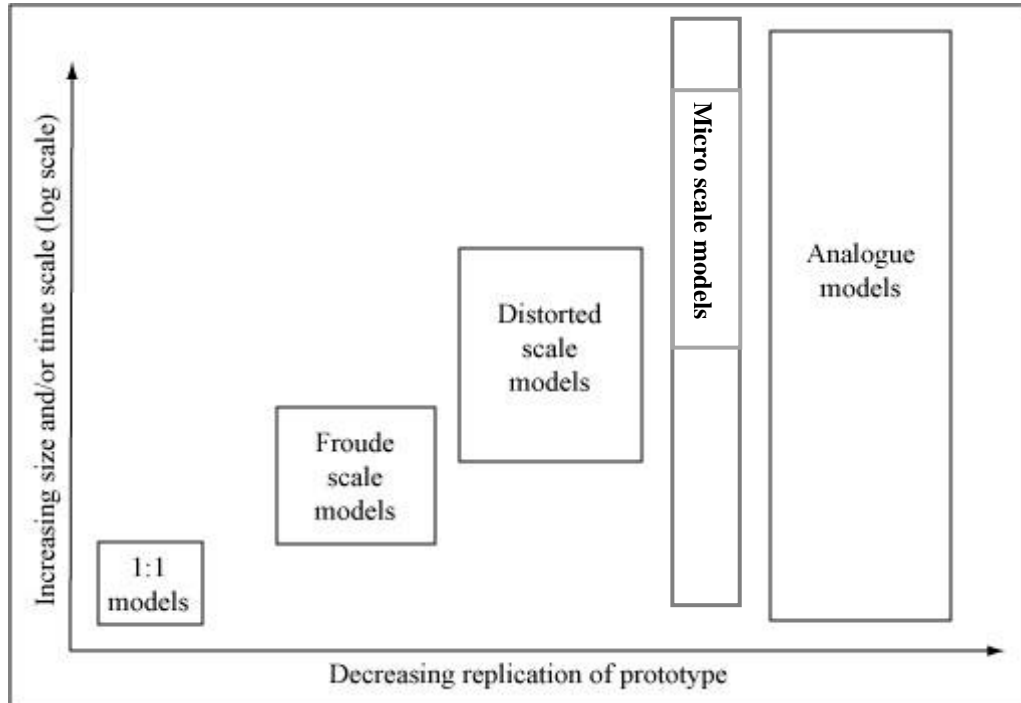 Increasing size and/or time scale (log scale)
1:1
models
Froude
scale
models
Distorted
scale
models
Micro scale models
Analogue
models
Decreasing replication of prototype